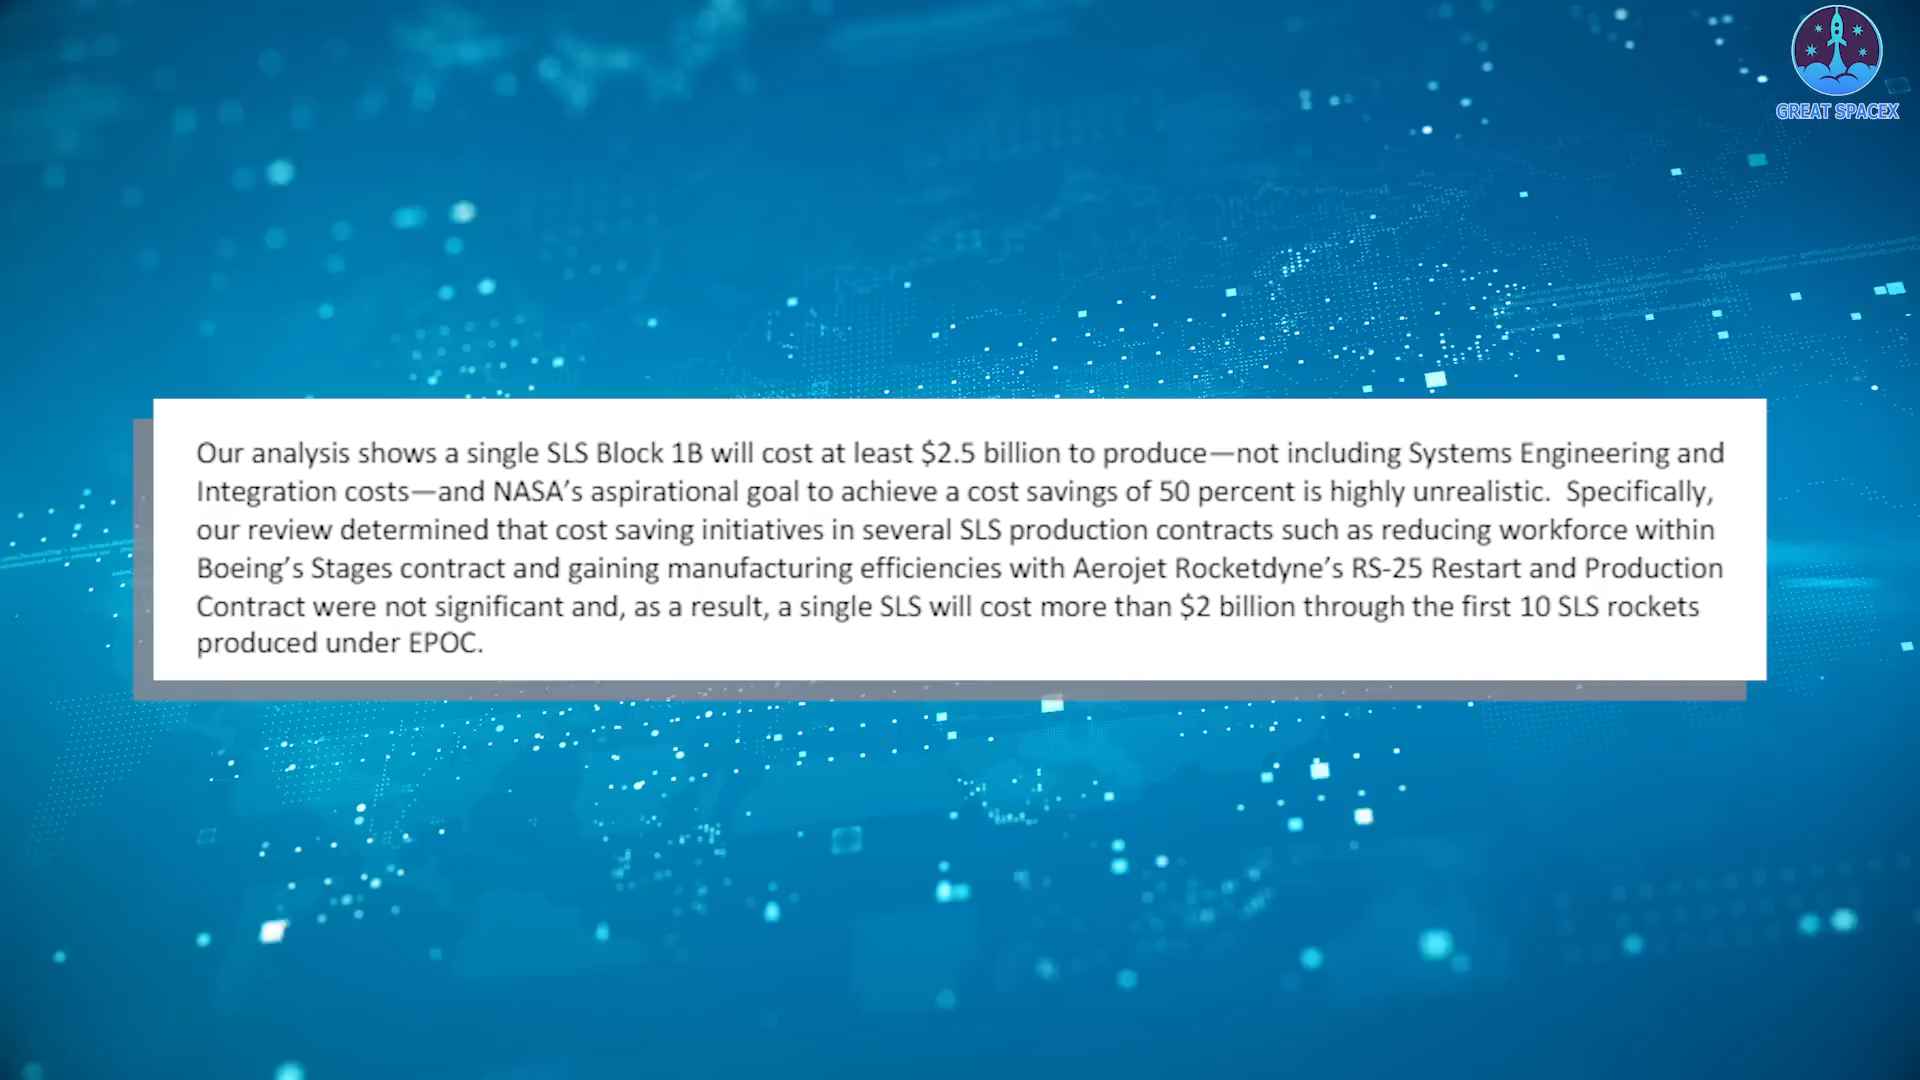 GREAT SPACEX
Our analysis shows a single SLS Block 1B will cost at least $2.5 billion to produce—not including Systems Engineering and
Integration costs—and NASA's aspirational goal to achieve a cost savings of 50 percent is highly unrealistic.  Specifically,
our review determined that cost saving initiatives in several SLS production contracts such as reducing workforce within
Boeing's Stages contract and gaining manufacturing efficiencies with Aerojet Rocketdyne's RS-25 Restart and Production
Contract were not significant and, as a result, a single SLS will cost more than $2 billion through the first 10 SLS rockets
produced under EPOC.